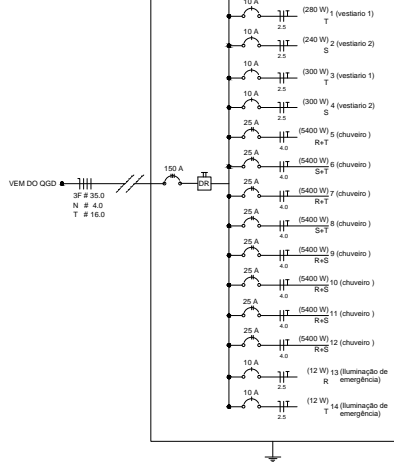 10 A (280 W) 1 (vestiario 1)
2.5 T
10 A (240 W) 2 (vestiario 2)
2.5 S
10 A (300 W) 3 (vestiario 1)
2.5 T
10 A (300 W) 4 (vestiario 2)
2.5 S
25 A (5400 W) 5 (chuveiro )
4.0 R+T
25 A (5400 W) 6 (chuveiro )
4.0 S+T
25 A (5400 W) 7 (chuveiro )
4.0 R+T
25 A (5400 W) 8 (chuveiro )
4.0 S+T
25 A (5400 W) 9 (chuveiro )
4.0 R+S
25 A (5400 W) 10 (chuveiro )
4.0 R+S
25 A (5400 W) 11 (chuveiro )
4.0 R+S
25 A (5400 W) 12 (chuveiro )
4.0 R+S
10 A (12 W) 13 (Iluminação de
2.5 R emergência)
10 A (12 W) 14 (Iluminação de
2.5 T emergência)
150 A
DR
VEM DO QGD
3F # 35.0
N # 4.0
T # 16.0